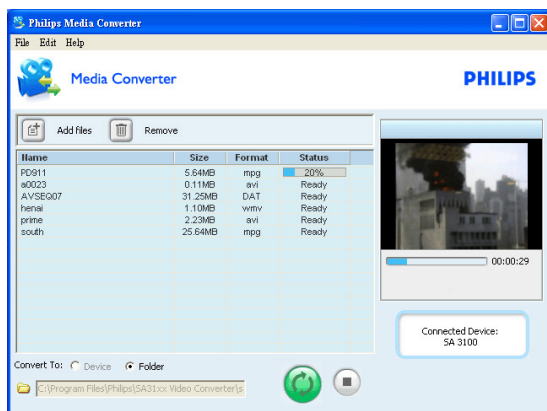 Philips Media Converter
File Edit Help
Media Converter
PHILIPS
Add files Remove
Name Size Format Status
PD911 5.64MB mpg 20%
a0023 0.11MB avi Ready
AVSEQ07 31.25MB DAT Ready
henai 1.10MB wmv Ready
prime 2.23MB avi Ready
south 25.64MB mpg Ready
00:00:29
Connected Device:
SA 3100
Convert To: Device Folder
C:\Program Files\Philips\SA31xx Video Converter\s